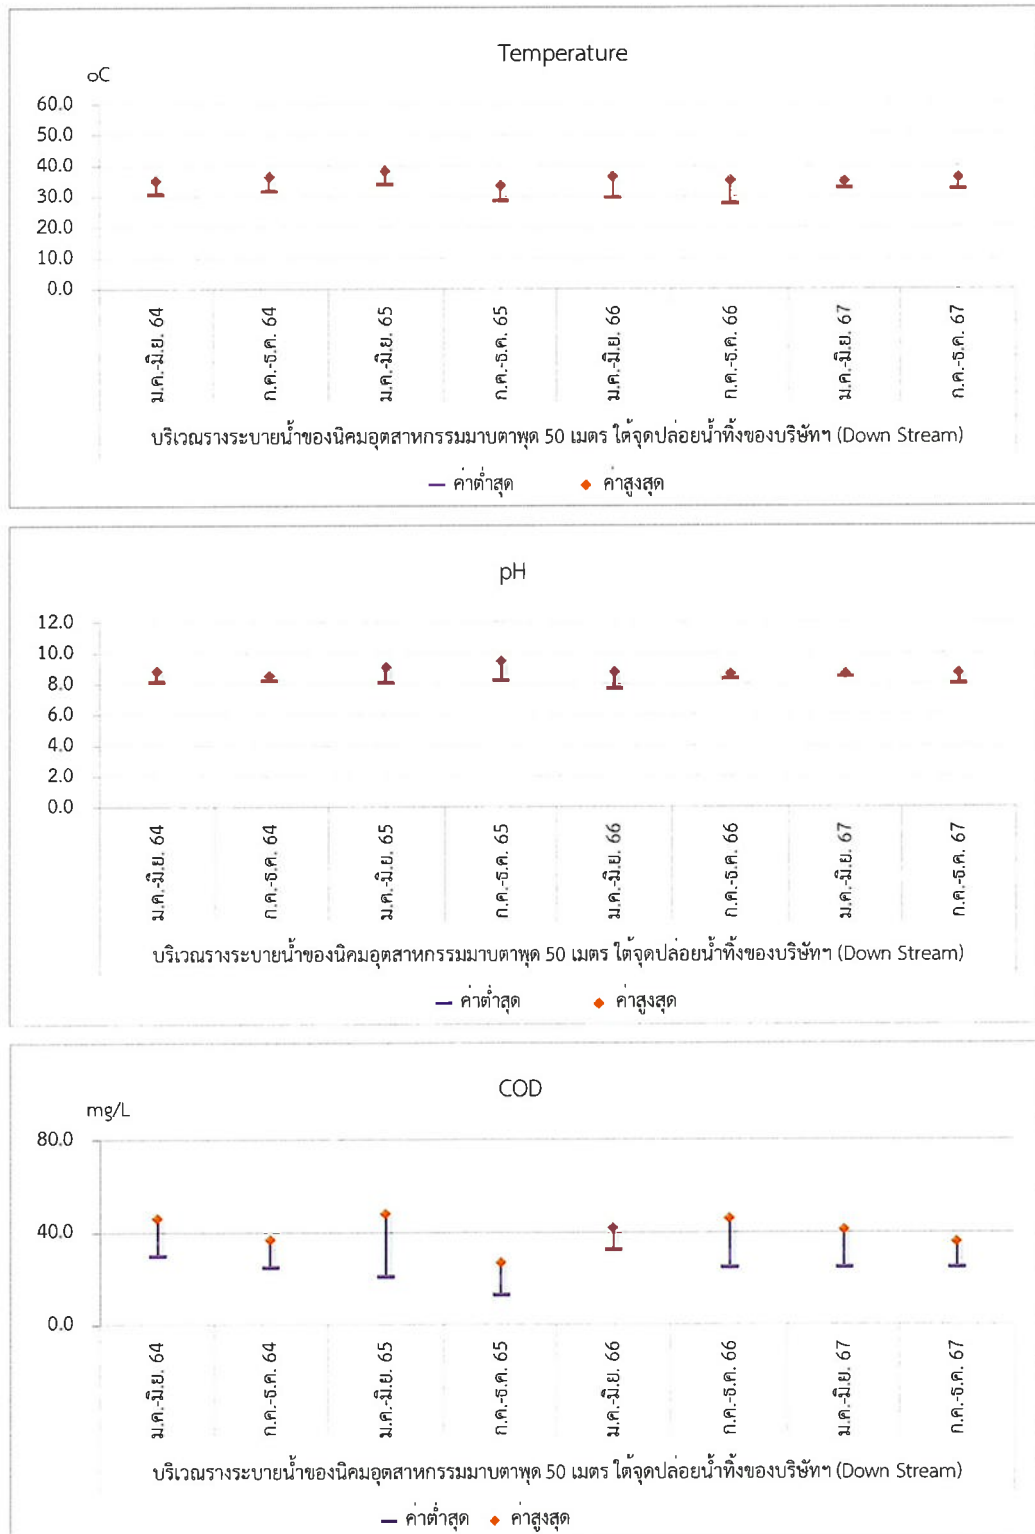 Temperature
oC
60.0
50.0
40.0
30.0
20.0
10.0
0.0
ม.ค.-มิ.ย. 64
ก.ค.-ธ.ค. 64
ม.ค.-มิ.ย. 65
ก.ค.-ธ.ค. 65
ม.ค.-มิ.ย. 66
ก.ค.-ธ.ค. 66
ม.ค.-มิ.ย. 67
ก.ค.-ธ.ค. 67
บริเวณรางระบายน้ำของนิคมอุตสาหกรรมมาบตาพุด 50 เมตร ใต้จุดปล่อยน้ำทิ้งของบริษัทฯ (Down Stream)
ค่าต่ำสุด ค่าสูงสุด
pH
12.0
10.0
8.0
6.0
4.0
2.0
0.0
ม.ค.-มิ.ย. 64
ก.ค.-ธ.ค. 64
ม.ค.-มิ.ย. 65
ก.ค.-ธ.ค. 65
ม.ค.-มิ.ย. 66
ก.ค.-ธ.ค. 66
ม.ค.-มิ.ย. 67
ก.ค.-ธ.ค. 67
บริเวณรางระบายน้ำของนิคมอุตสาหกรรมมาบตาพุด 50 เมตร ใต้จุดปล่อยน้ำทิ้งของบริษัทฯ (Down Stream)
ค่าต่ำสุด ค่าสูงสุด
COD
mg/L
80.0
40.0
0.0
ม.ค.-มิ.ย. 64
ก.ค.-ธ.ค. 64
ม.ค.-มิ.ย. 65
ก.ค.-ธ.ค. 65
ม.ค.-มิ.ย. 66
ก.ค.-ธ.ค. 66
ม.ค.-มิ.ย. 67
ก.ค.-ธ.ค. 67
บริเวณรางระบายน้ำของนิคมอุตสาหกรรมมาบตาพุด 50 เมตร ใต้จุดปล่อยน้ำทิ้งของบริษัทฯ (Down Stream)
ค่าต่ำสุด ค่าสูงสุด